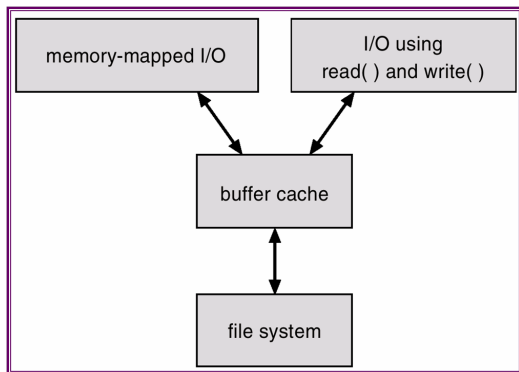 memory-mapped I/O
I/O using
read( ) and write( )
buffer cache
file system